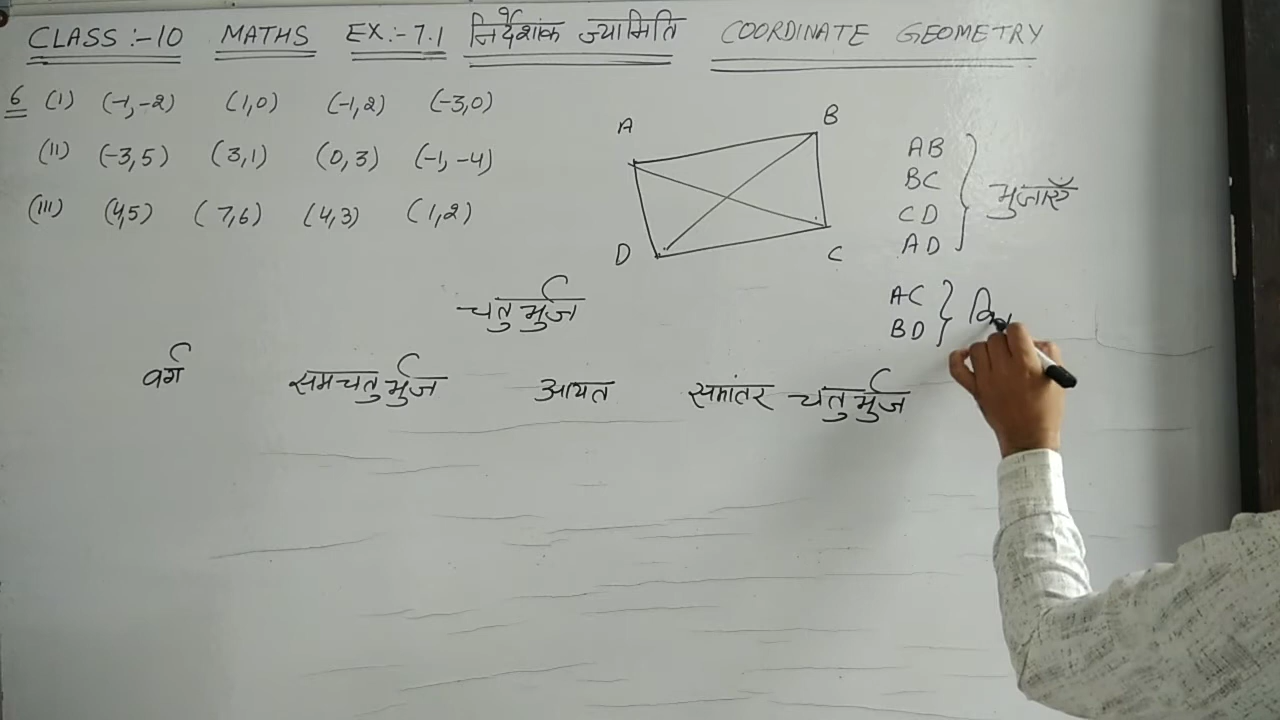 CLASS :- 10 MATHS EX :- 7.1 निर्देशांक ज्यामिति COORDINATE GEOMETRY
6 (i) (-1,-2) (1,0) (-1,2) (-3,0)
(ii) (-3,5) (3,1) (0,3) (-1,-4)
(iii) (4,5) (7,6) (4,3) (1,2)
A B
D C
AB
BC
CD
AD
भुजाएँ
AC
BD
चतुर्भुज
वर्ग समचतुर्भुज आयत समांतर चतुर्भुज